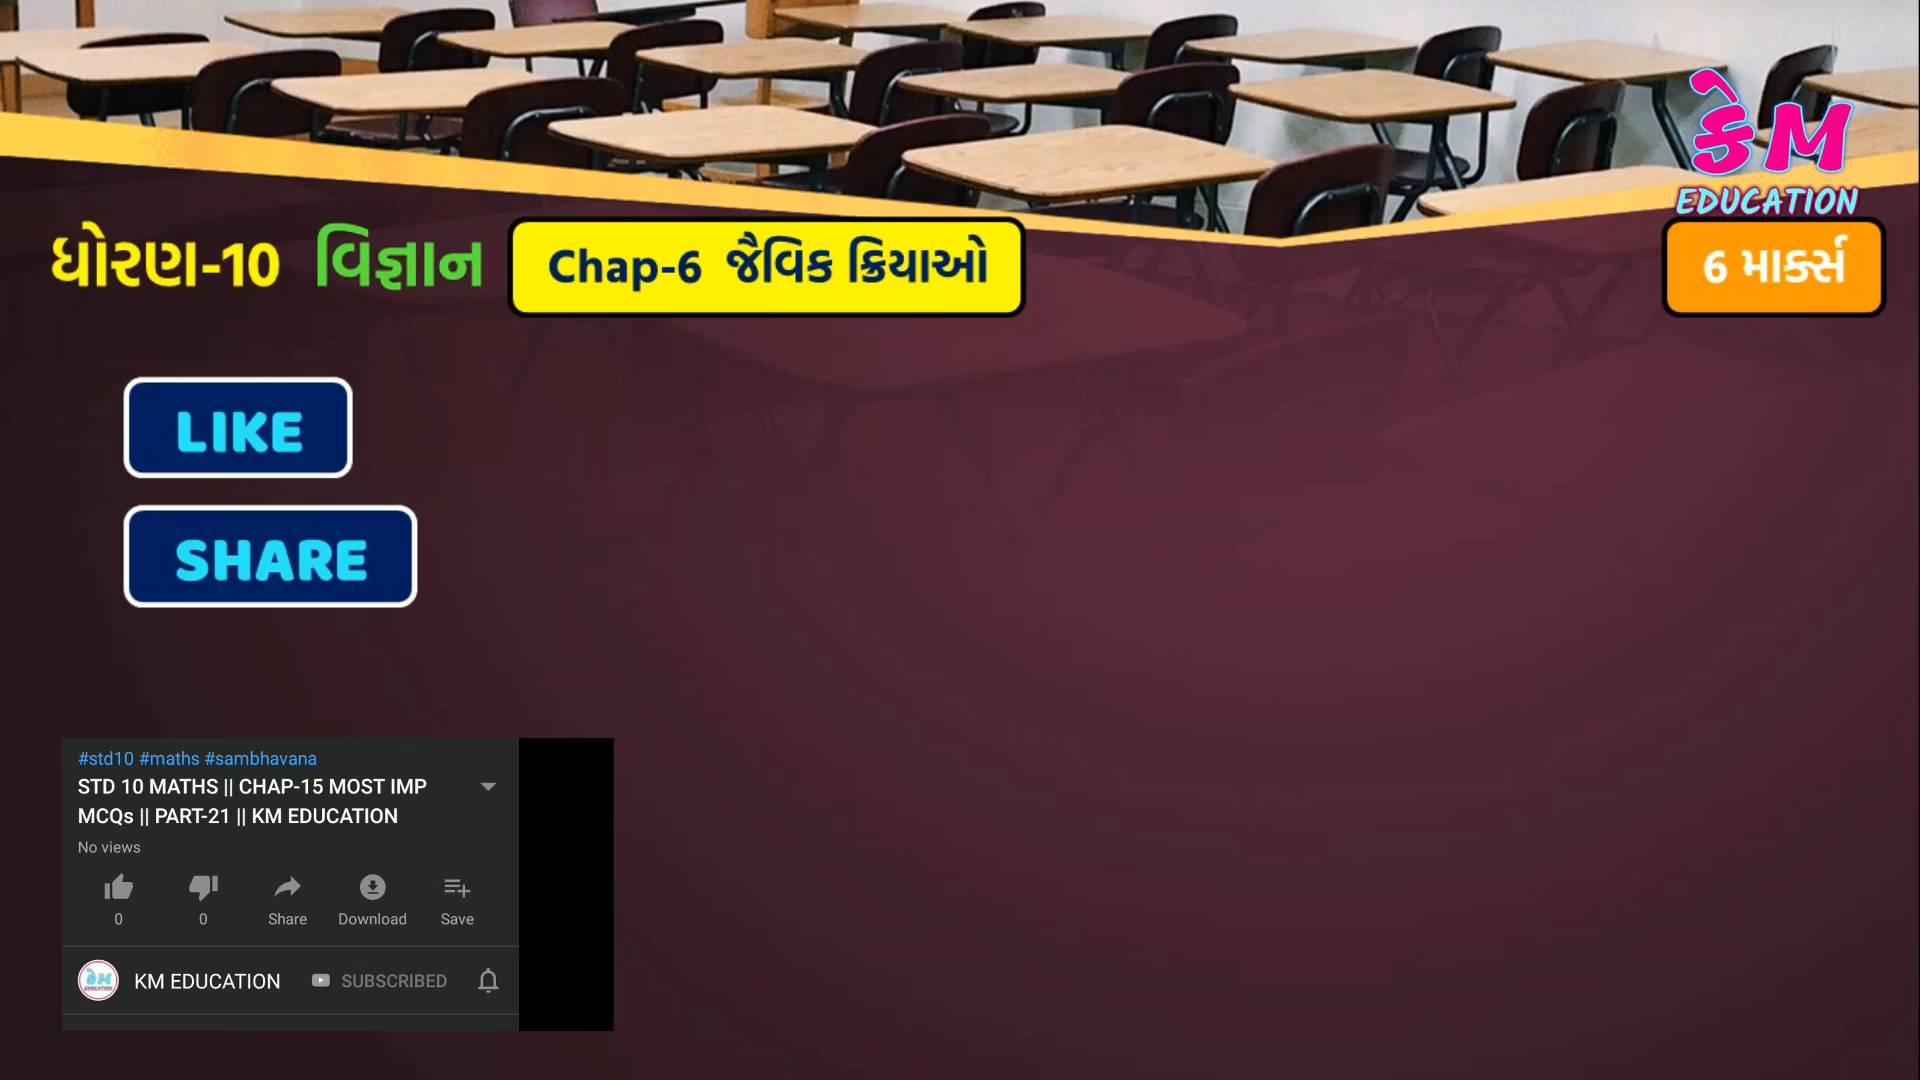 કેM
EDUCATION
ધોરણ-10 વિજ્ઞાન Chap-6 જૈવિક ક્રિયાઓ 6 માર્ક્સ
LIKE
SHARE
#std10 #maths #sambhavana
STD 10 MATHS || CHAP-15 MOST IMP
MCQs || PART-21 || KM EDUCATION
No views
0 0 Share Download Save
કેM EDUCATION KM EDUCATION SUBSCRIBED